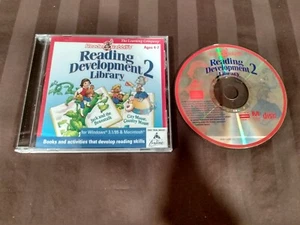 The Learning Company
Ages 4-7
Reading
Development 2
Library
Jack and the
Beanstalk
City Mouse,
Country Mouse
for Windows® 3.1/95 & Macintosh®
Books and activities that develop reading skills
Reading
Development 2
Library